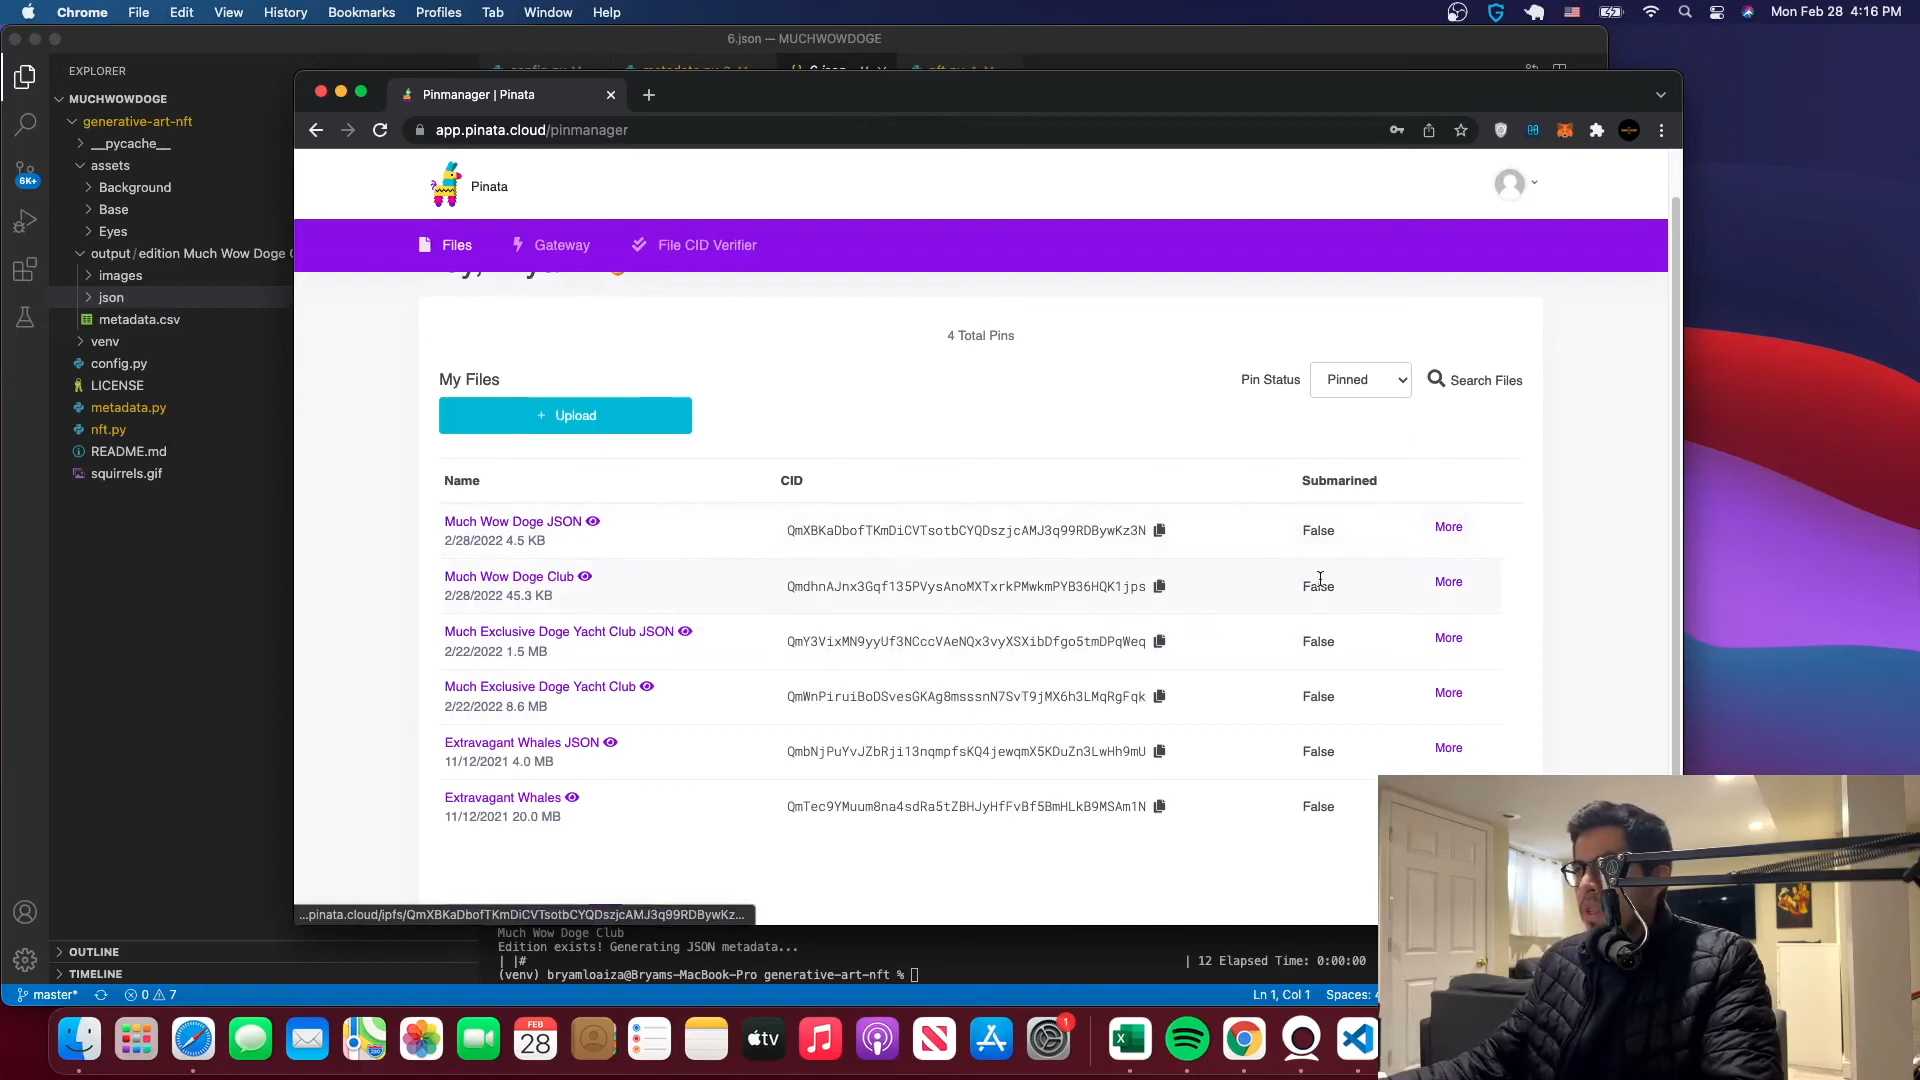 Chrome File Edit View History Bookmarks Profiles Tab Window Help Mon Feb 28 4:16 PM
6.json — MUCHWOWDOGE
EXPLORER
MUCHWOWDOGE
generative-art-nft
__pycache__
assets
Background
Base
Eyes
output/edition Much Wow Doge
images
json
metadata.csv
venv
config.py
LICENSE
metadata.py
nft.py
README.md
squirrels.gif
6K+
OUTLINE
TIMELINE
Pinmanager | Pinata
app.pinata.cloud/pinmanager
Pinata
Files Gateway File CID Verifier
4 Total Pins
My Files
Pin Status Pinned Search Files
+ Upload
Name CID Submarined
Much Wow Doge JSON
2/28/2022 4.5 KB
QmXBKaDbofTKmDiCVTsotbCYQDszjcAMJ3q99RDBywKz3N False More
Much Wow Doge Club
2/28/2022 45.3 KB
QmdhnAJnx3Gqf135PVysAnoMXTxrkPMwkmPYB36HQK1jps False More
Much Exclusive Doge Yacht Club JSON
2/22/2022 1.5 MB
QmY3VixMN9yyUf3NCccVAeNQx3vyXSXibDfgo5tmDPqWeq False More
Much Exclusive Doge Yacht Club
2/22/2022 8.6 MB
QmWnPiruiBoDSvesGKAg8msssnN7SvT9jMX6h3LMqRgFqk False More
Extravagant Whales JSON
11/12/2021 4.0 MB
QmbNjPuYvJZbRji13nqmpfsKQ4jewqmX5KDuZn3LwHh9mU False More
Extravagant Whales
11/12/2021 20.0 MB
QmTec9YMuum8na4sdRa5tZBHJyHfFvBf5BmHLkB9MSAm1N False
...pinata.cloud/ipfs/QmXBKaDbofTKmDiCVTsotbCYQDszjcAMJ3q99RDBywKz...
Much Wow Doge Club
Edition exists! Generating JSON metadata...
| |# | 12 Elapsed Time: 0:00:00
(venv) bryamloaiza@Bryams-MacBook-Pro generative-art-nft %
master* 0 7 Ln 1, Col 1 Spaces:
FEB
28
tv
1